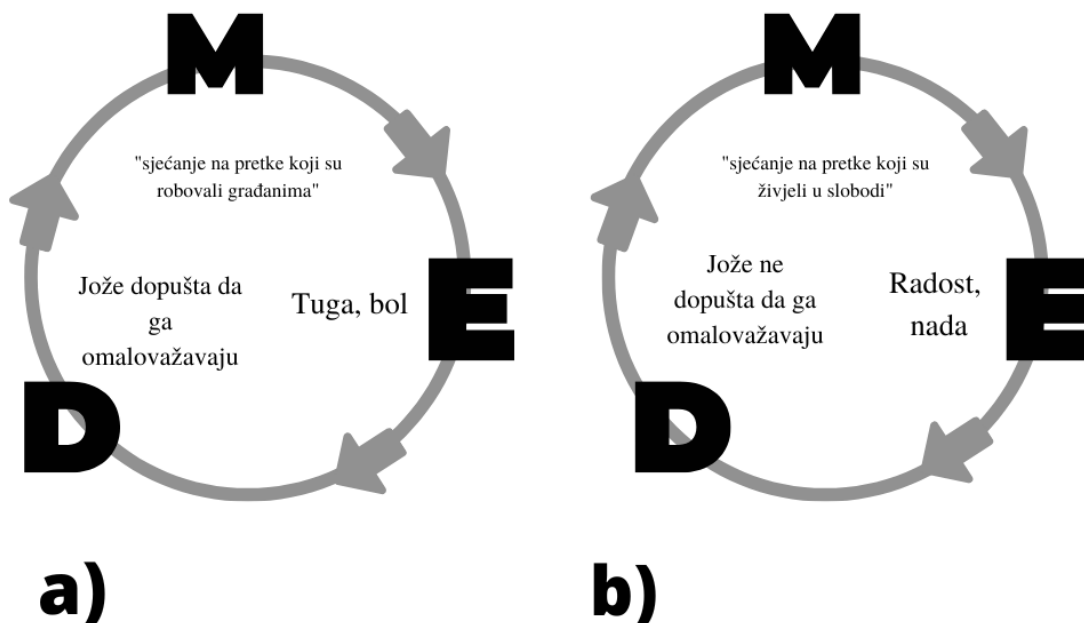 M
"sjećanje na pretke koji su
robovali građanima"
Jože dopušta da
ga
omalovažavaju
Tuga, bol
E
D
a)
M
"sjećanje na pretke koji su
živjeli u slobodi"
Jože ne
dopušta da ga
omalovažavaju
Radost,
nada
E
D
b)